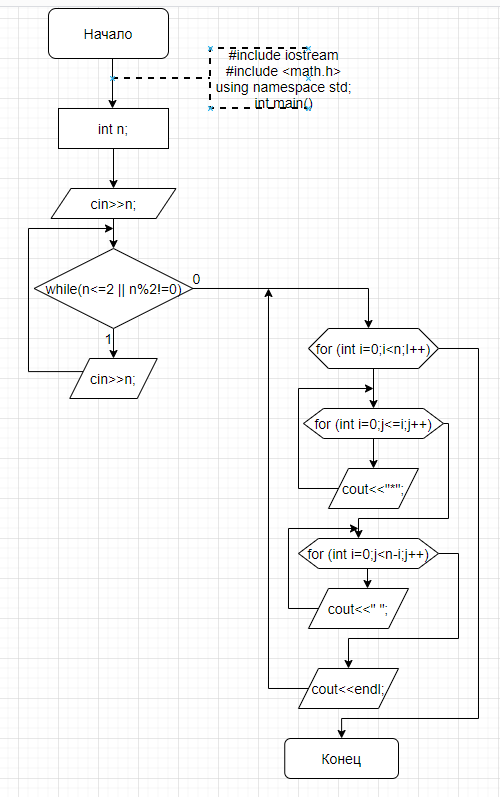 Начало
#include iostream
#include <math.h>
using namespace std;
int main()
int n;
cin>>n;
while(n<=2 || n%2!=0)
0
1
cin>>n;
for (int i=0;i<n;I++)
for (int i=0;j<=i;j++)
cout<<"*";
for (int i=0;j<n-i;j++)
cout<<" ";
cout<<endl;
Конец